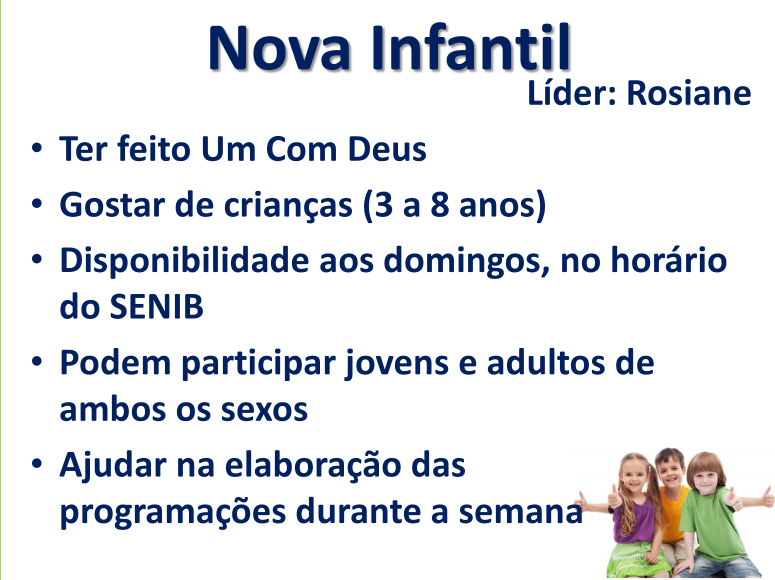 Nova Infantil
Líder: Rosiane
• Ter feito Um Com Deus
• Gostar de crianças (3 a 8 anos)
• Disponibilidade aos domingos, no horário
do SENIB
• Podem participar jovens e adultos de
ambos os sexos
• Ajudar na elaboração das
programações durante a semana